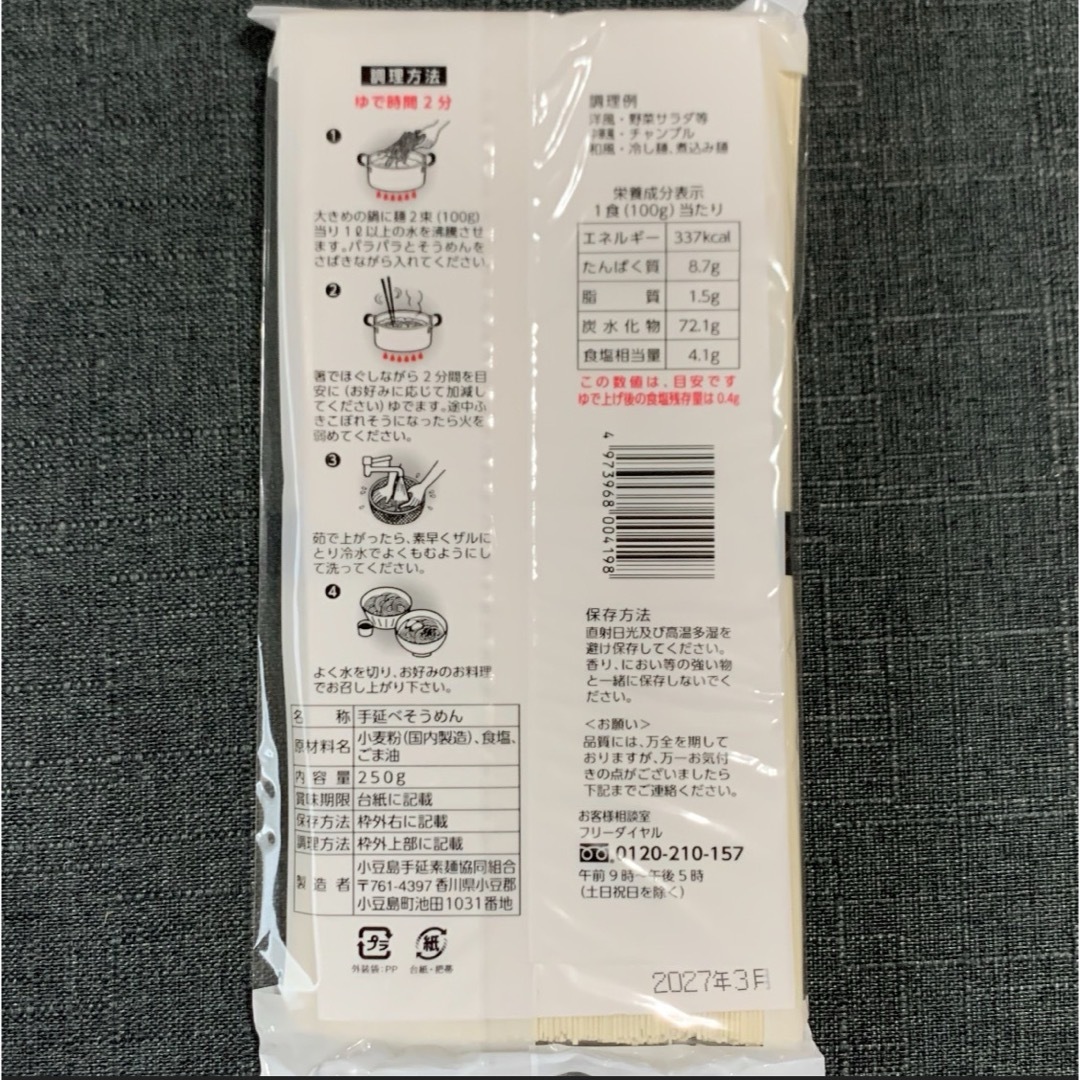 調理方法
ゆで時間2分
❶
大きめの鍋に麺2束(100g)
当り1ℓ以上の水を沸騰させ
ます。パラパラとそうめんを
さばきながら入れてください。
❷
箸でほぐしながら2分間を目
安に(お好みに応じて加減し
てください)ゆでます。途中ふ
きこぼれそうになったら火を
弱めてください。
❸
茹で上がったら、素早くザルに
とり冷水でよくもむようにし
て洗ってください。
❹
よく水を切り、お好みのお料理
でお召し上がり下さい。
名称 手延べそうめん
原材料名 小麦粉(国内製造)、食塩、
ごま油
内容量 250g
賞味期限 台紙に記載
保存方法 枠外右に記載
調理方法 枠外上部に記載
製造者 小豆島手延素麺協同組合
〒761-4397 香川県小豆郡
小豆島町池田1031番地
プラ
外装袋:PP
紙
台紙・把帯
調理例
洋風・野菜サラダ等
・チャンプル
和風・冷し麺、煮込み麺
栄養成分表示
1食(100g)当たり
エネルギー 337kcal
たんぱく質 8.7g
脂質 1.5g
炭水化物 72.1g
食塩相当量 4.1g
この数値は、目安です
ゆで上げ後の食塩残存量は0.4g
4973968004198
保存方法
直射日光及び高温多湿を
避け保存してください。
香り、におい等の強い物
と一緒に保存しないでく
ださい。
<お願い>
品質には、万全を期して
おりますが、万一お気付
きの点がございましたら
下記までご連絡ください。
お客様相談室
フリーダイヤル
0120-210-157
午前9時〜午後5時
(土日祝日を除く)
2027年3月